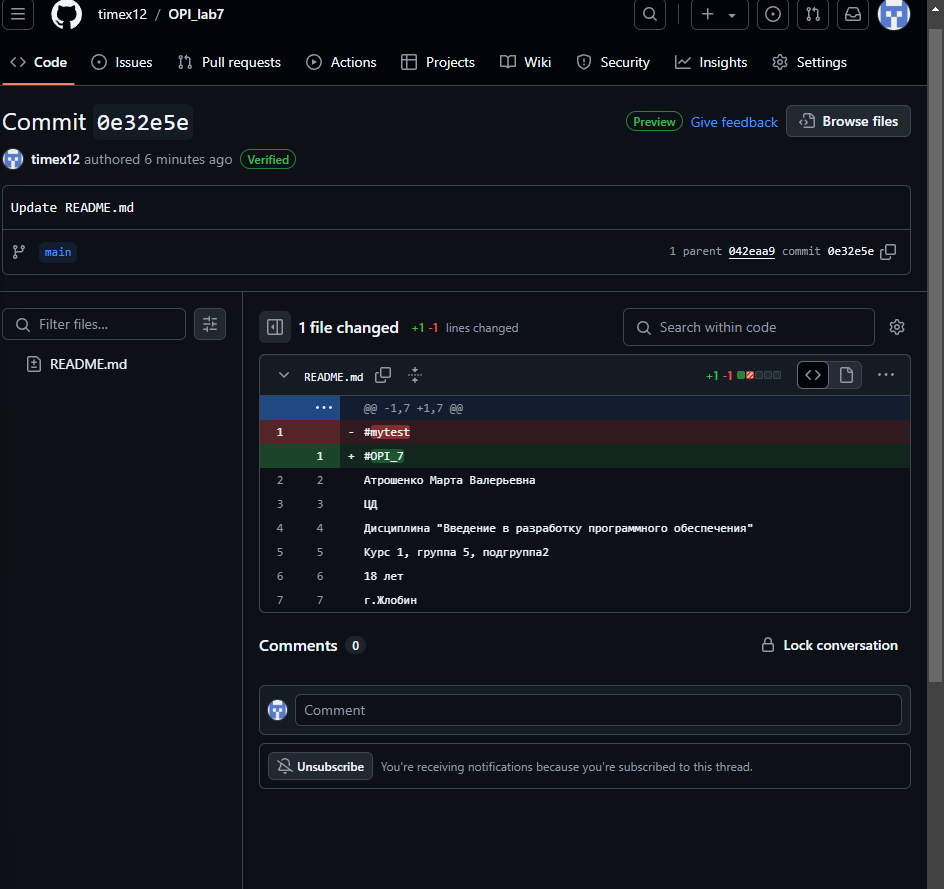 timex12 / OPI_lab7
Code Issues Pull requests Actions Projects Wiki Security Insights Settings
Commit 0e32e5e
Preview Give feedback Browse files
timex12 authored 6 minutes ago Verified
Update README.md
main 1 parent 042eaa9 commit 0e32e5e
Filter files...
README.md
1 file changed +1 -1 lines changed Search within code
README.md +1 -1
@@ -1,7 +1,7 @@
1 - #mytest
1 + #OPI_7
2 2 Атрошенко Марта Валерьевна
3 3 ЦД
4 4 Дисциплина "Введение в разработку программного обеспечения"
5 5 Курс 1, группа 5, подгруппа2
6 6 18 лет
7 7 г.Жлобин
Comments 0 Lock conversation
Comment
Unsubscribe You're receiving notifications because you're subscribed to this thread.